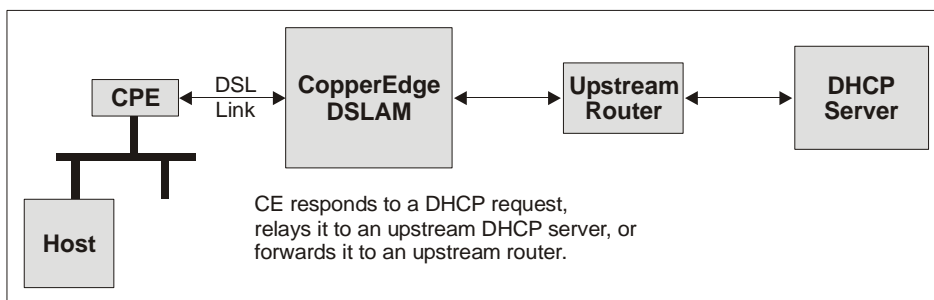 CPE
DSL
Link
CopperEdge
DSLAM
Upstream
Router
DHCP
Server
Host
CE responds to a DHCP request,
relays it to an upstream DHCP server, or
forwards it to an upstream router.